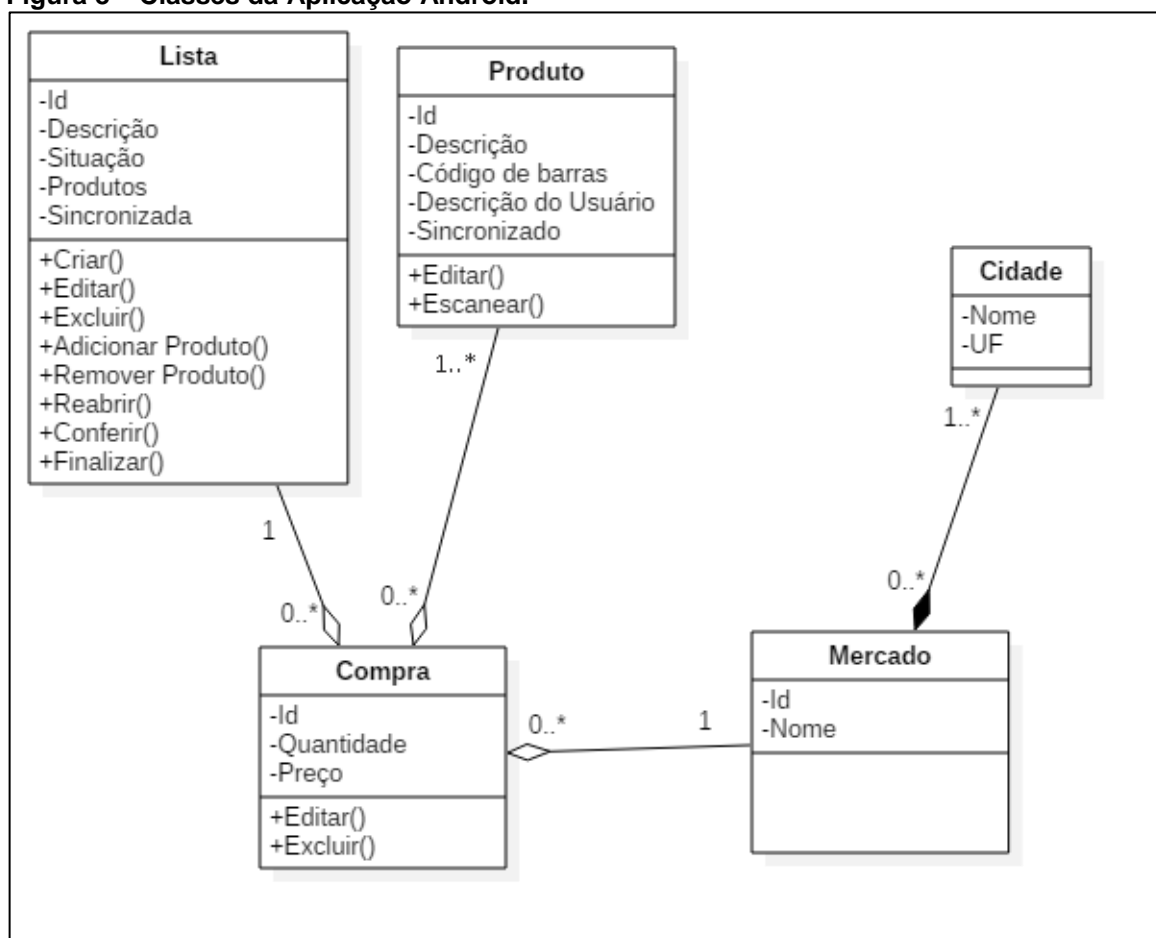 Classes da Aplicação Android.
Lista
-Id
-Descrição
-Situação
-Produtos
-Sincronizada
+Criar()
+Editar()
+Excluir()
+Adicionar Produto()
+Remover Produto()
+Reabrir()
+Conferir()
+Finalizar()
Produto
-Id
-Descrição
-Código de barras
-Descrição do Usuário
-Sincronizado
+Editar()
+Escanear()
Cidade
-Nome
-UF
1..*
1..*
1
0..*
0..*
0..*
Compra
-Id
-Quantidade
-Preço
+Editar()
+Excluir()
0..*
1
Mercado
-Id
-Nome